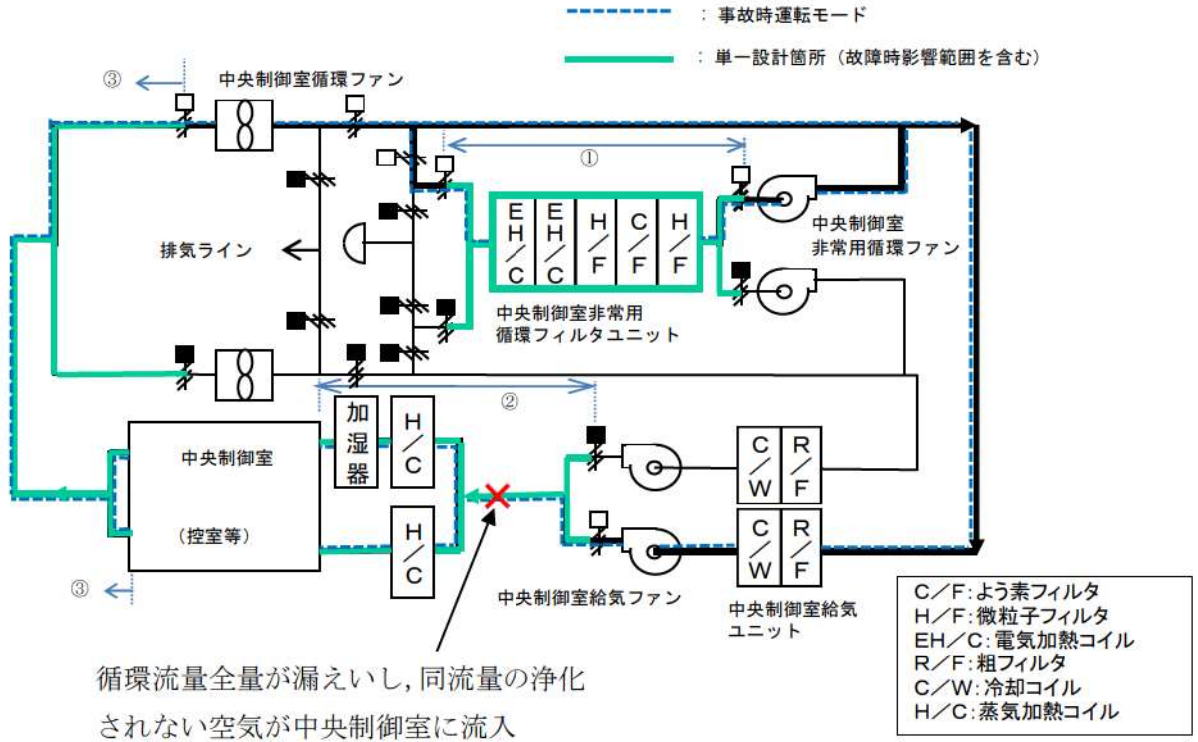 ：事故時運転モード
：単一設計箇所（故障時影響範囲を含む）
③
中央制御室循環ファン
①
EH/C
EH/C
H/F
C/F
H/F
中央制御室
非常用循環ファン
排気ライン
中央制御室非常用
循環フィルタユニット
②
加湿器
H/C
C/W
R/F
中央制御室
（控室等）
H/C
C/W
R/F
③
中央制御室給気ファン
中央制御室給気
ユニット
C／F：よう素フィルタ
H／F：微粒子フィルタ
EH／C：電気加熱コイル
R／F：粗フィルタ
C／W：冷却コイル
H／C：蒸気加熱コイル
循環流量全量が漏えいし，同流量の浄化
されない空気が中央制御室に流入